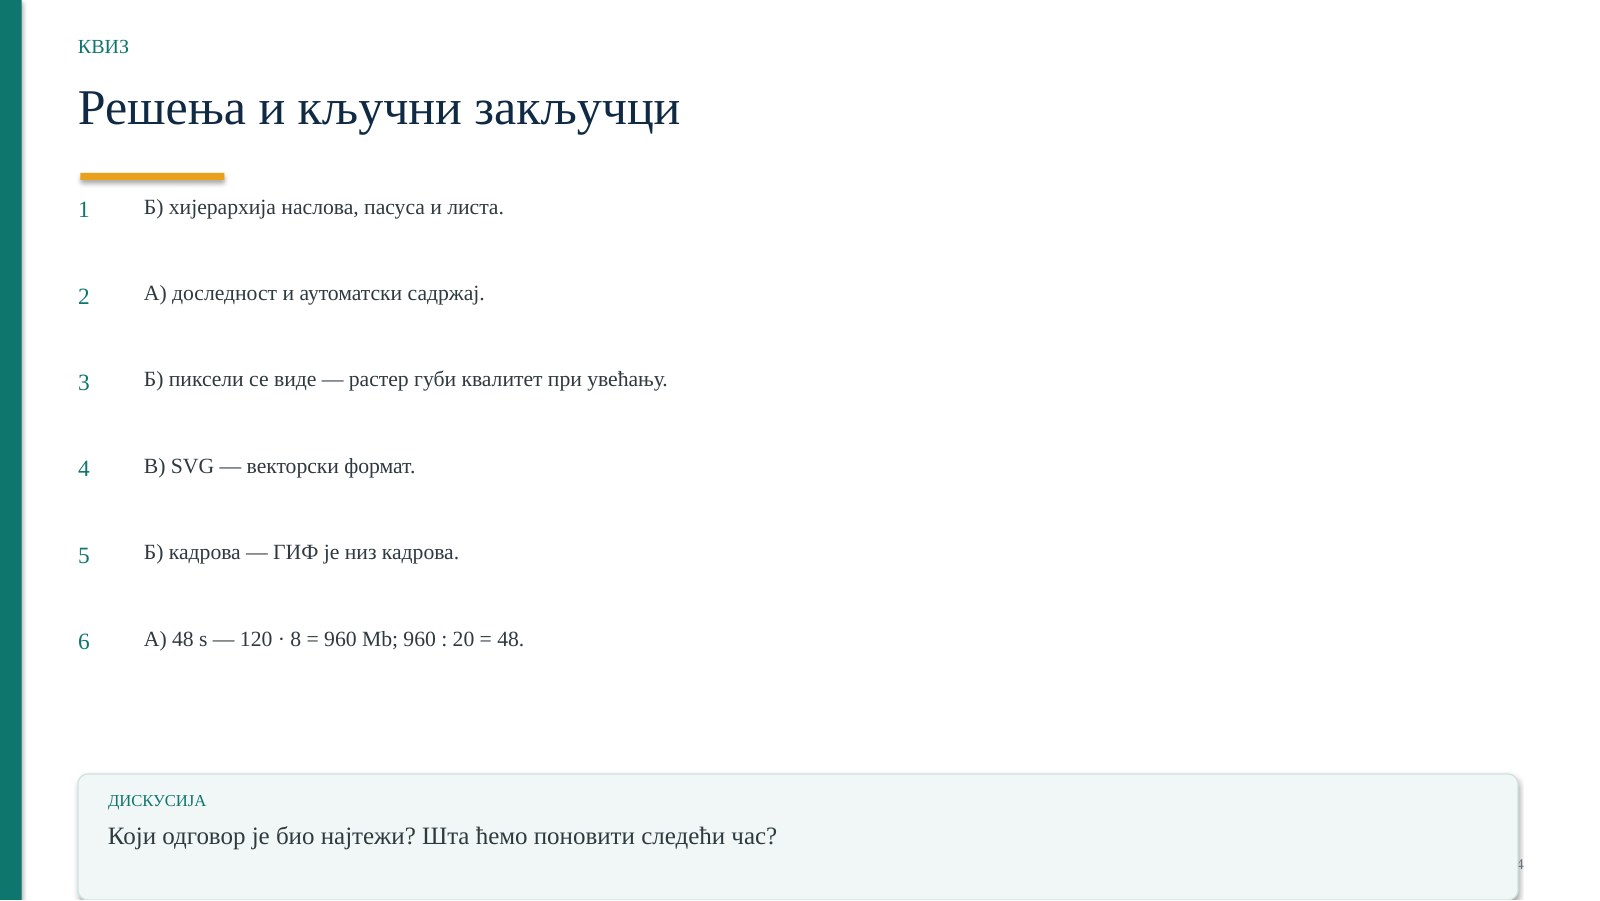 КВИЗ
Решења и кључни закључци
1 Б) хијерархија наслова, пасуса и листа.
2 А) доследност и аутоматски садржај.
3 Б) пиксели се виде — растер губи квалитет при увећању.
4 В) SVG — векторски формат.
5 Б) кадрова — ГИФ је низ кадрова.
6 А) 48 s — 120 · 8 = 960 Mb; 960 : 20 = 48.
ДИСКУСИЈА
Који одговор је био најтежи? Шта ћемо поновити следећи час?